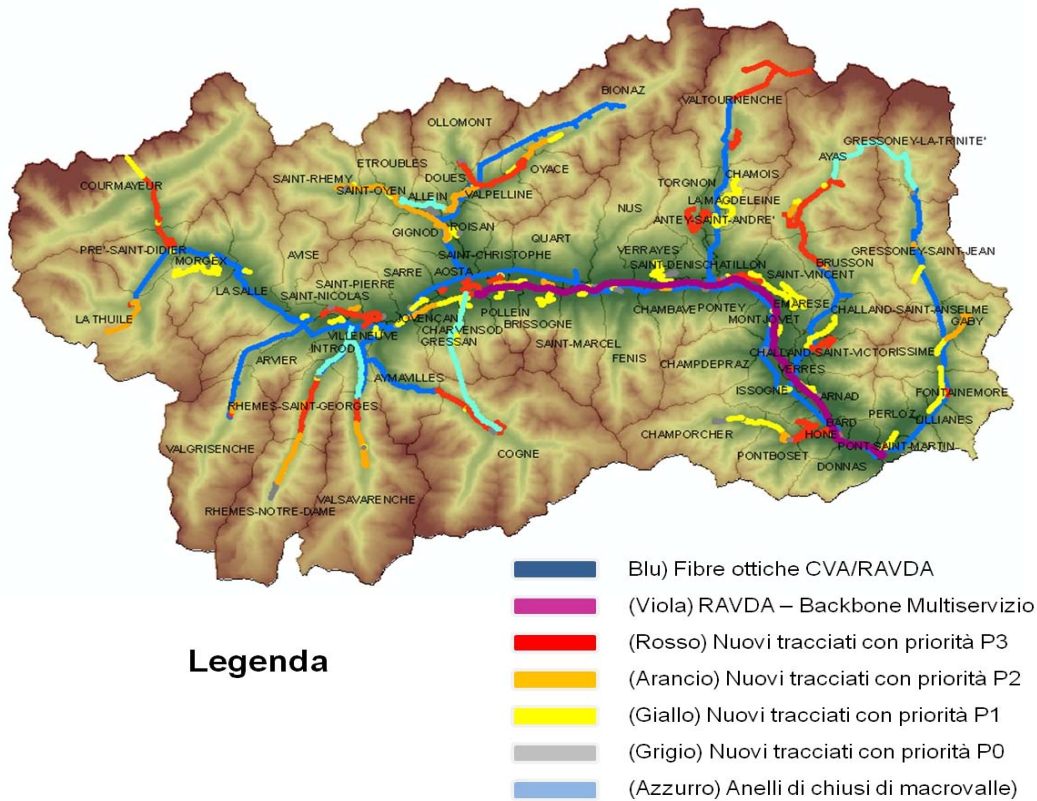 BIONAZ
VALTOURNENCHE
OLLOMONT
GRESSONEY-LA-TRINITE'
ETROUBLES
AYAS
DOUES
OYACE
SAINT-RHEMY
CHAMOIS
COURMAYEUR
SAINT-OYEN
ALLEIN
VALPELLINE
TORGNON
LA MAGDELEINE
NUS
ANTEY-SAINT-ANDRE'
GIGNOD
ROISAN
QUART
PRE'-SAINT-DIDIER
AVISE
SAINT-CHRISTOPHE
VERRAYES
GRESSONEY-SAINT-JEAN
MORGEX
SARRE
AOSTA
SAINT-DENIS
CHATILLON
BRUSSON
SAINT-VINCENT
LA SALLE
SAINT-PIERRE
SAINT-NICOLAS
EMARESE
LA THUILE
JOVENÇAN
POLLEIN
CHAMBAVE
PONTEY
CHALLAND-SAINT-ANSELME
VILLENEUVE
CHARVENSOD
BRISSOGNE
MONTJOVET
GABY
INTROD
GRESSAN
SAINT-MARCEL
ARVIER
FENIS
CHALLAND-SAINT-VICTOR
ISSIME
CHAMPDEPRAZ
VERRES
AYMAVILLES
ISSOGNE
FONTAINEMORE
RHEMES-SAINT-GEORGES
ARNAD
PERLOZ
LILLIANES
BARD
CHAMPORCHER
HONE
VALGRISENCHE
COGNE
PONT-SAINT-MARTIN
PONTBOSET
DONNAS
VALSAVARENCHE
RHEMES-NOTRE-DAME
Legenda
Blu) Fibre ottiche CVA/RAVDA
(Viola) RAVDA – Backbone Multiservizio
(Rosso) Nuovi tracciati con priorità P3
(Arancio) Nuovi tracciati con priorità P2
(Giallo) Nuovi tracciati con priorità P1
(Grigio) Nuovi tracciati con priorità P0
(Azzurro) Anelli di chiusi di macrovalle)